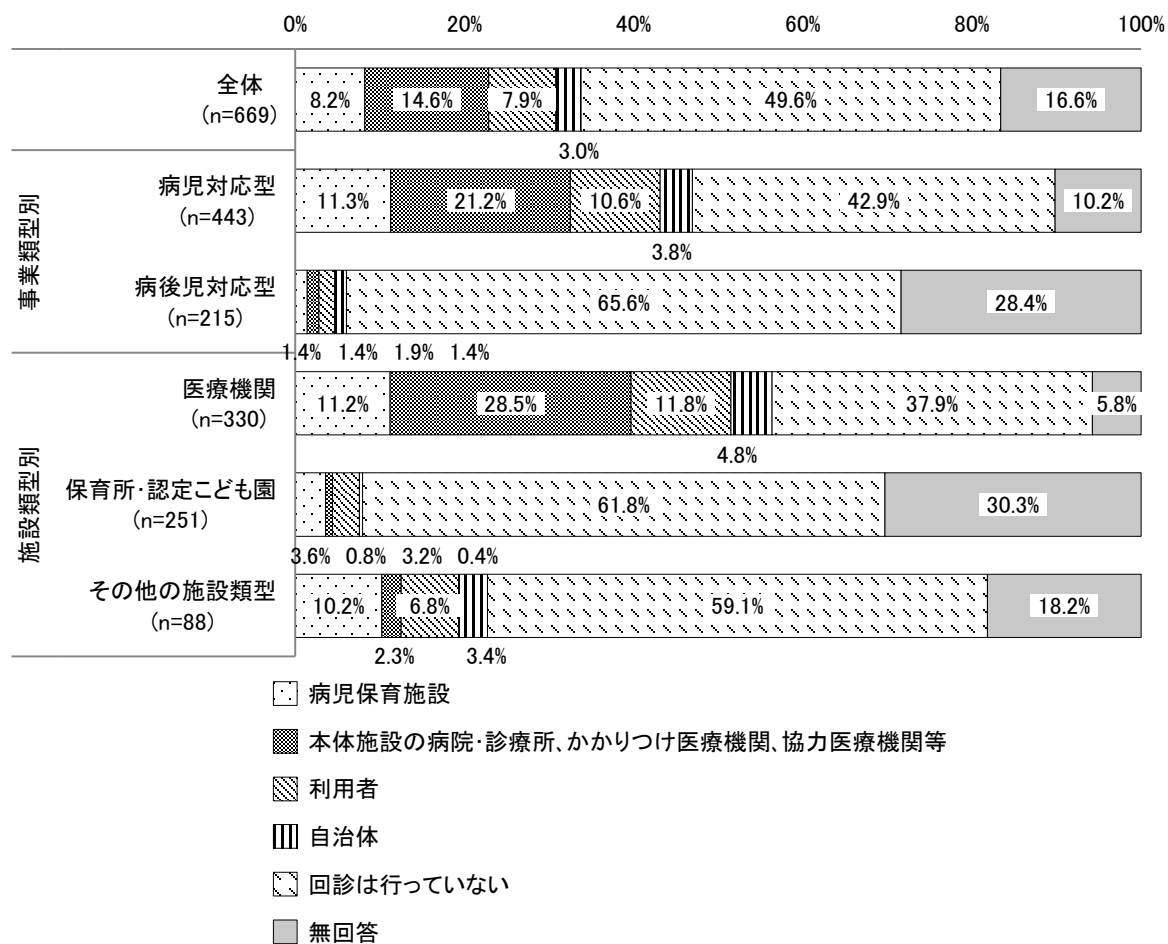 0% 20% 40% 60% 80% 100%
全体
(n=669)
8.2% 14.6% 7.9% 49.6% 16.6%
3.0%
事業類型別
病児対応型
(n=443)
11.3% 21.2% 10.6% 42.9% 10.2%
3.8%
病後児対応型
(n=215)
65.6% 28.4%
1.4% 1.4% 1.9% 1.4%
施設類型別
医療機関
(n=330)
11.2% 28.5% 11.8% 37.9% 5.8%
4.8%
保育所・認定こども園
(n=251)
61.8% 30.3%
3.6% 0.8% 3.2% 0.4%
その他の施設類型
(n=88)
10.2% 6.8% 59.1% 18.2%
2.3% 3.4%
病児保育施設
本体施設の病院・診療所、かかりつけ医療機関、協力医療機関等
利用者
自治体
回診は行っていない
無回答